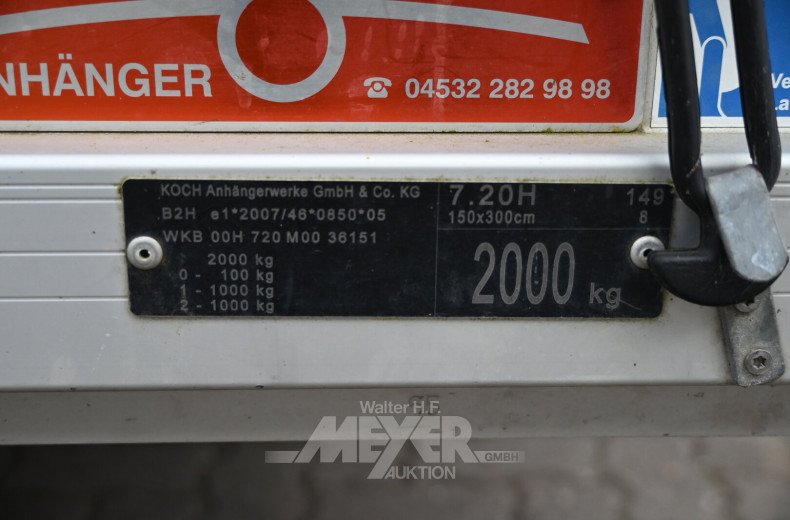 NHÄNGER
☎ 04532 282 98 98
Ve
La
KOCH Anhängerwerke GmbH & Co. KG
B2H e1*2007/46*0850*05
WKB 00H 720 M00 36151
2000 kg
0 - 100 kg
1 - 1000 kg
2 - 1000 kg
7.20H 149
150x300cm 8
2000 kg
Walter H.F.
MEYER
GMBH
AUKTION